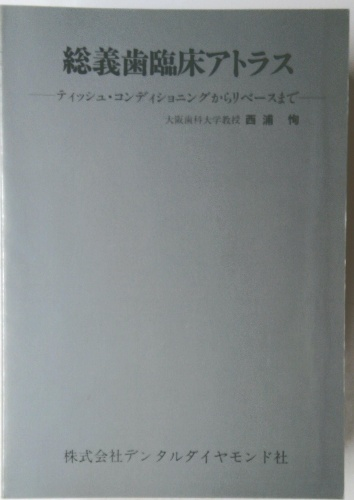 総義歯臨床アトラス
―ティッシュ・コンディショニングからリベースまで―
大阪歯科大学教授 西浦 恂
株式会社デンタルダイヤモンド社